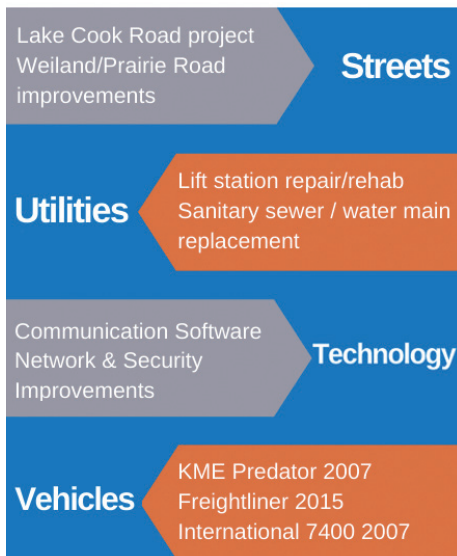 Lake Cook Road project
Weiland/Prairie Road
improvements
Streets
Utilities
Lift station repair/rehab
Sanitary sewer / water main
replacement
Communication Software
Network & Security
Improvements
Technology
Vehicles
KME Predator 2007
Freightliner 2015
International 7400 2007